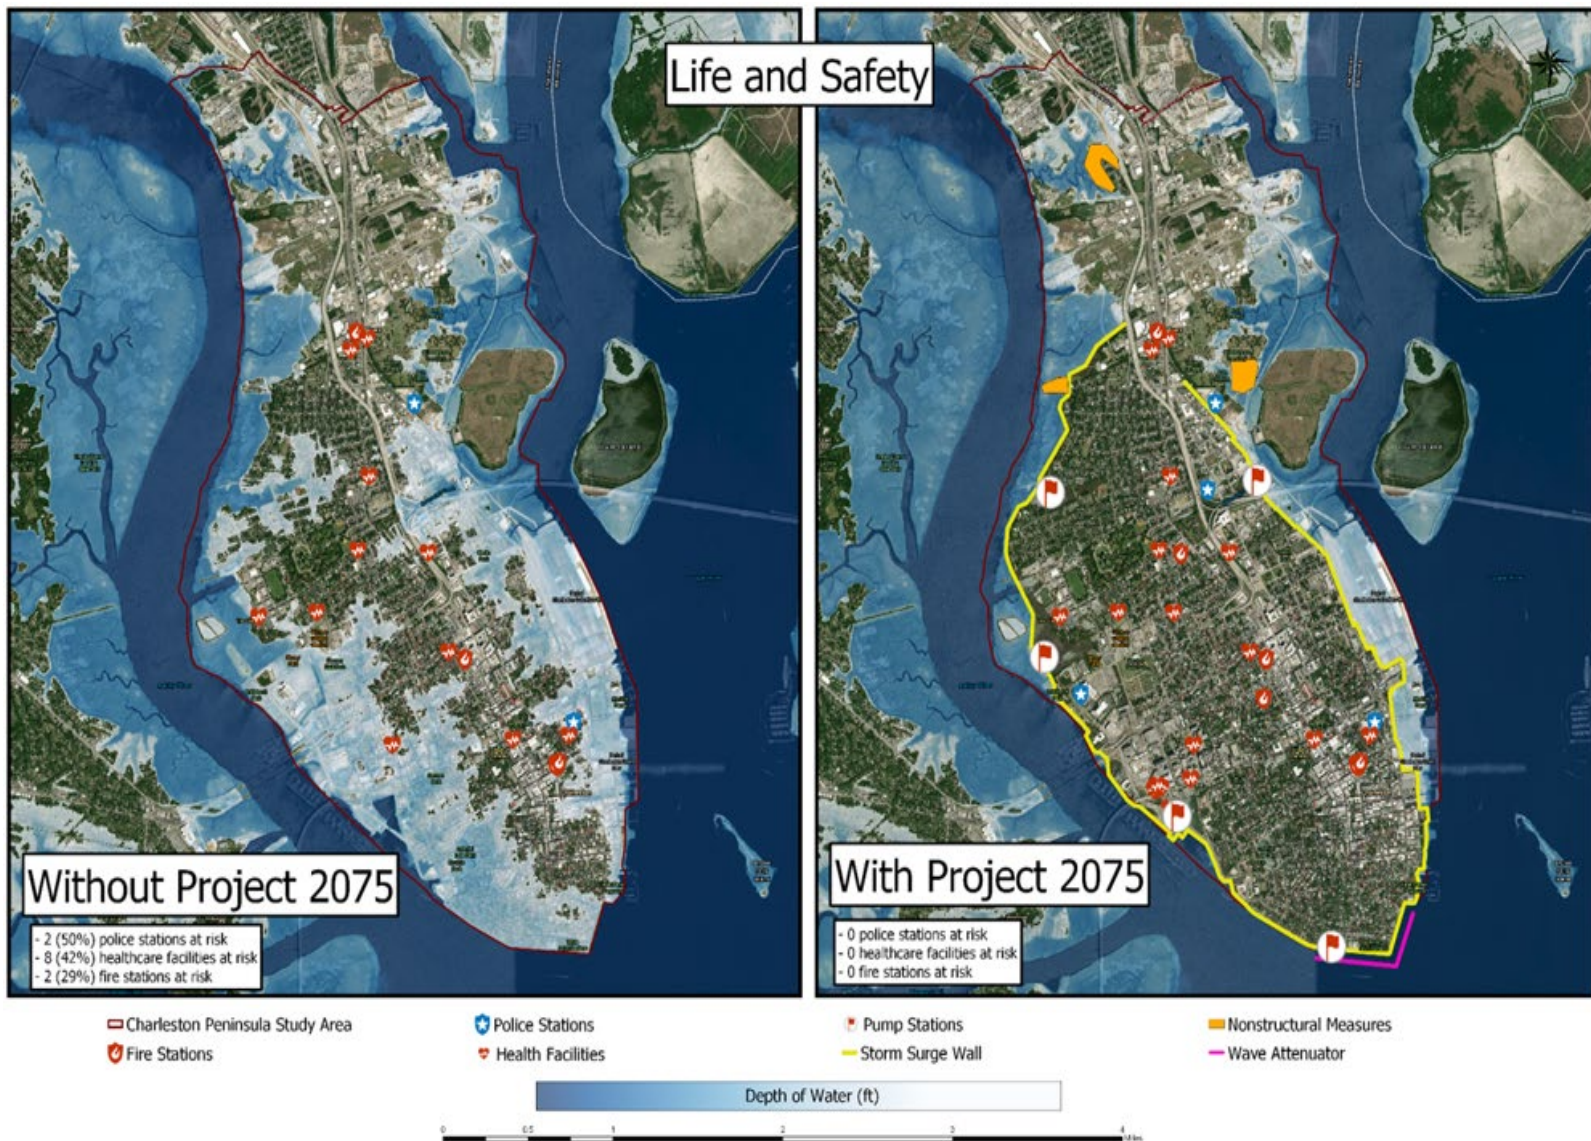 Life and Safety
Without Project 2075
- 2 (50%) police stations at risk
- 8 (42%) healthcare facilities at risk
- 2 (29%) fire stations at risk
With Project 2075
- 0 police stations at risk
- 0 healthcare facilities at risk
- 0 fire stations at risk
Charleston Peninsula Study Area
Police Stations
Pump Stations
Nonstructural Measures
Fire Stations
Health Facilities
Storm Surge Wall
Wave Attenuator
Depth of Water (ft)
0 0.5 1 2 3 4 Miles